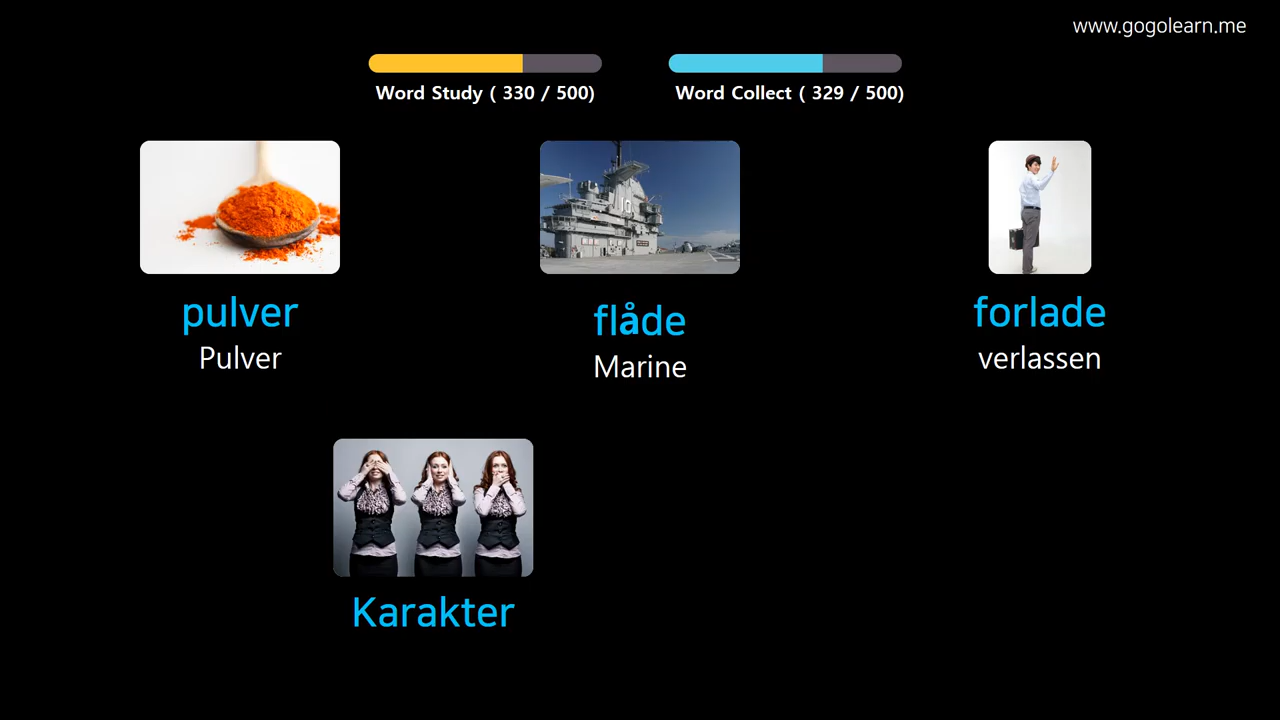 www.gogolearn.me
Word Study ( 330 / 500)
Word Collect ( 329 / 500)
pulver
Pulver
flåde
Marine
forlade
verlassen
Karakter